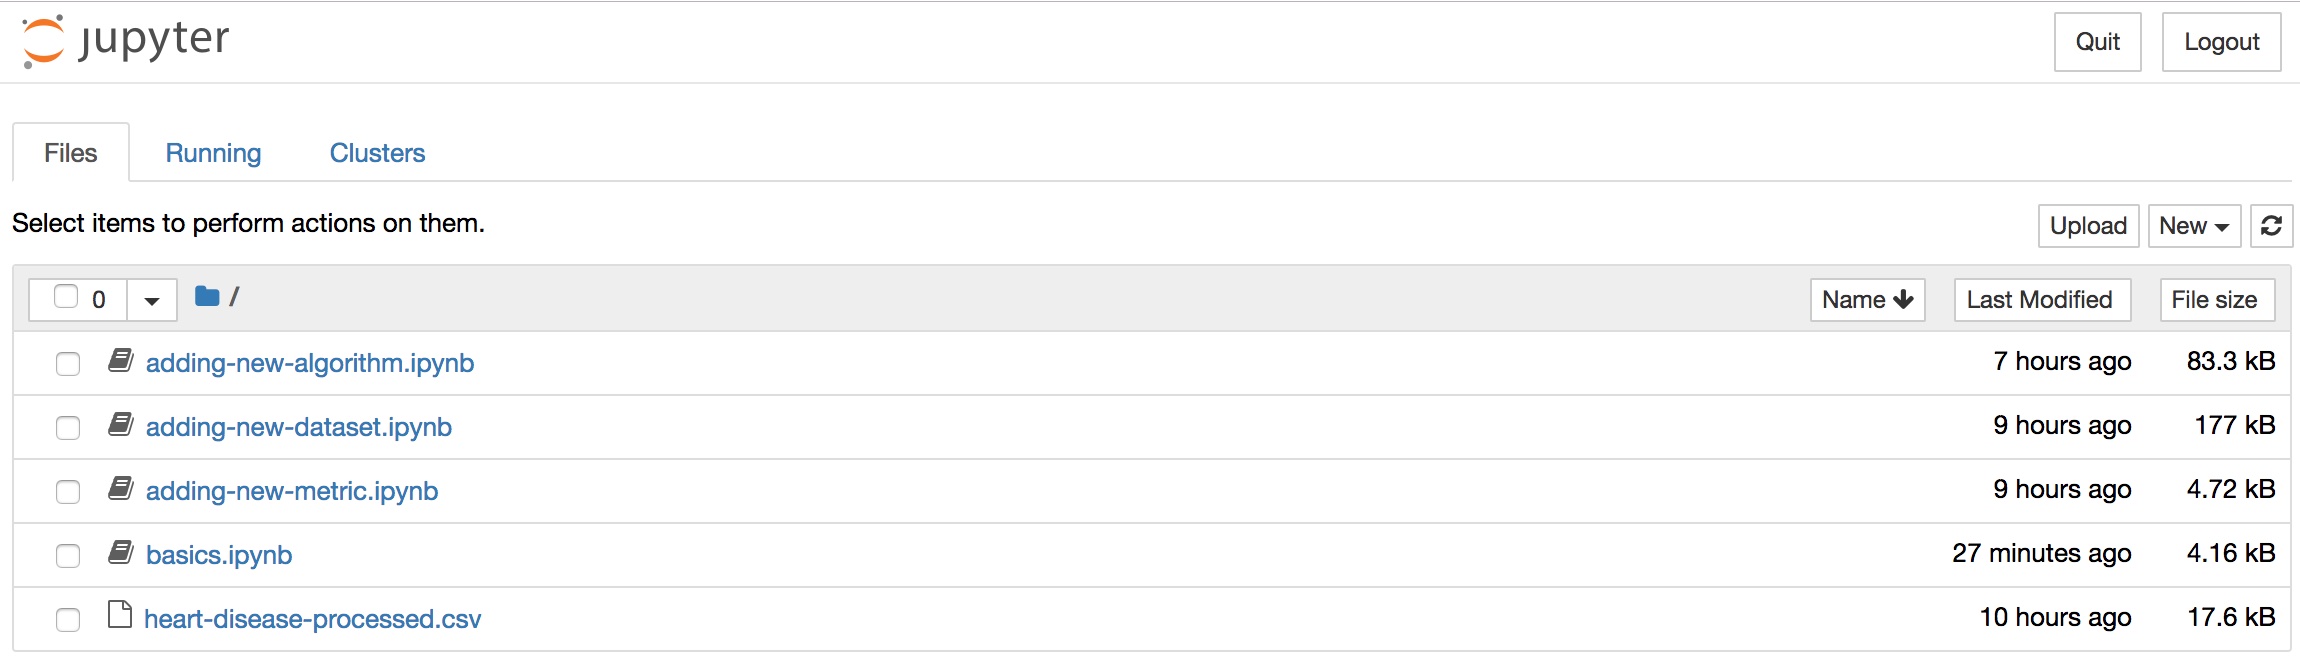 jupyter Quit Logout
Files Running Clusters
Select items to perform actions on them. Upload New
0 / Name Last Modified File size
adding-new-algorithm.ipynb 7 hours ago 83.3 kB
adding-new-dataset.ipynb 9 hours ago 177 kB
adding-new-metric.ipynb 9 hours ago 4.72 kB
basics.ipynb 27 minutes ago 4.16 kB
heart-disease-processed.csv 10 hours ago 17.6 kB